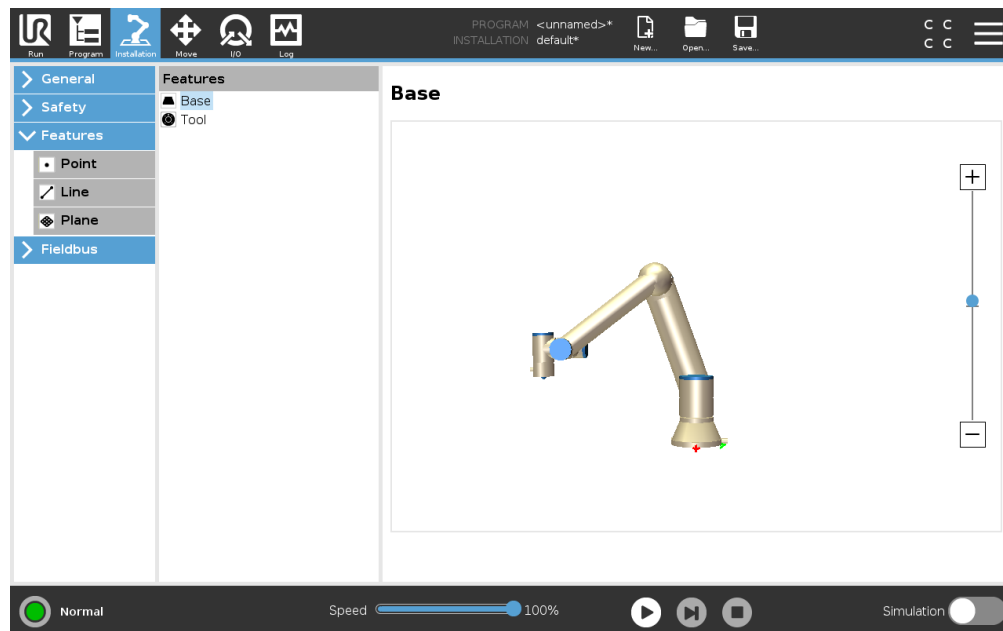 UR
Run
Program
Installation
Move
I/O
Log
PROGRAM <unnamed>*
INSTALLATION default*
New...
Open...
Save...
C C
C C
General
Safety
Features
Point
Line
Plane
Fieldbus
Features
Base
Tool
Base
+
−
Normal
Speed
100%
Simulation